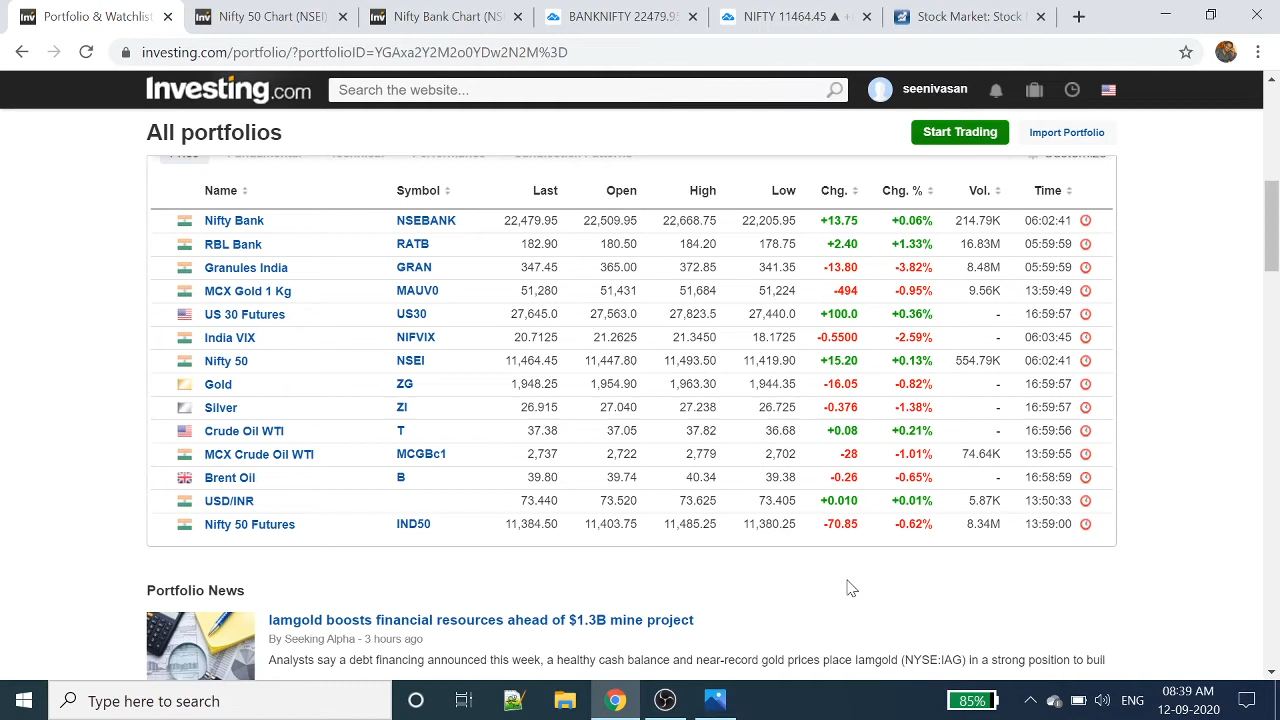 Portfolio - Watchlist Bank Chart (NSEI) Nifty Bank Chart (NS BANKNIFTY 22479.95 NIFTY 11464.45 ▲ Stock Trading - Stock
investing.com/portfolio/?portfolioID=YGAxa2Y2M2o0YDw2N2M%3D
Investing.com Search the website... seenivasan
All portfolios Start Trading Import Portfolio
Name Symbol Last Open High Low Chg. Chg. % Vol. Time
Nifty Bank NSEBANK 22,479.95 22,509.95 22,668.75 22,205.95 +13.75 +0.06% 214.79K 06:02:41
RBL Bank RATB 182.90 180.50 184.20 178.75 +2.40 +1.33% 16.83M 05:59:59
Granules India GRAN 347.45 365.00 372.85 341.35 -13.80 -3.82% 8.48M 05:59:59
MCX Gold 1 Kg MAUV0 51,280 51,431 51,684 51,224 -494 -0.95% 9.56K 13:59:49
US 30 Futures US30 27,645.0 27,563.0 27,823.5 27,440.0 +100.0 +0.36% - 16:59:57
India VIX NIFVIX 20.7125 21.2625 21.3450 18.1725 -0.5500 -2.59% - 06:03:45
Nifty 50 NSEI 11,464.45 11,447.80 11,493.50 11,419.90 +15.20 +0.13% 554.79K 06:02:41
Gold ZG 1,948.25 1,954.90 1,963.30 1,944.35 -16.05 -0.82% - 16:59:57
Silver ZI 26.915 27.040 27.238 26.725 -0.376 -1.38% - 16:59:57
Crude Oil WTI T 37.38 37.05 37.82 36.68 +0.08 +0.21% - 16:59:56
MCX Crude Oil WTI MCGBc1 2,737 2,722 2,779 2,702 -28 -1.01% 74.64K 13:59:55
Brent Oil B 39.80 39.74 40.34 39.38 -0.26 -0.65% - 16:58:59
USD/INR 73.440 73.520 73.625 73.405 +0.010 +0.01% 5.87K
Nifty 50 Futures IND50 11,384.50 11,403.75 11,485.25 11,380.25 -70.85 -0.62% 8.34M 13:59:00
Portfolio News
Iamgold boosts financial resources ahead of $1.3B mine project
By Seeking Alpha - 3 hours ago
Analysts say a debt financing announced this week, a healthy cash balance and near-record gold prices place Iamgold (NYSE:IAG) in a strong position to buil
Type here to search 85% ENG 08:39 AM
12-09-2020